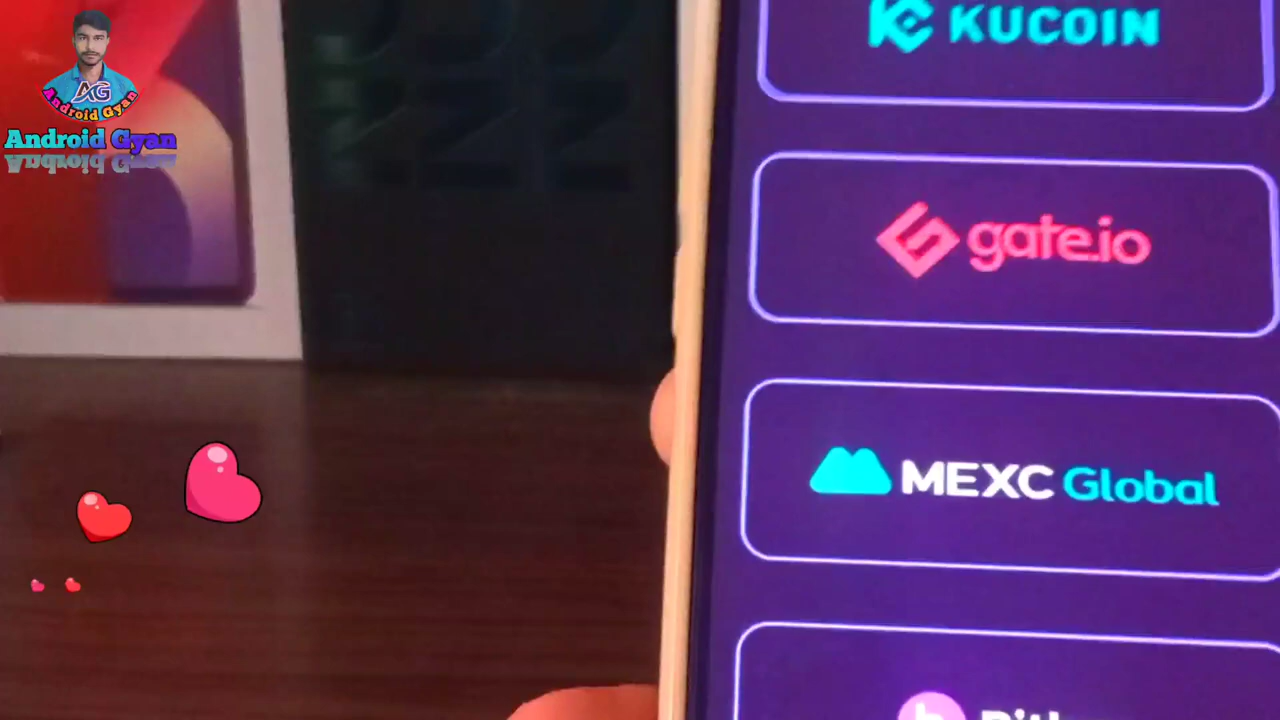 AG
Android Gyan
Android Gyan
KUCOIN
gate.io
MEXC Global